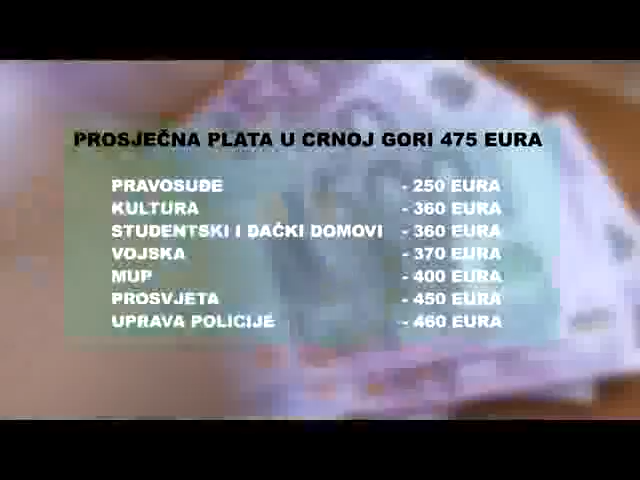 PROSJEČNA PLATA U CRNOJ GORI 475 EURA
PRAVOSUĐE - 250 EURA
KULTURA - 360 EURA
STUDENTSKI I ĐAČKI DOMOVI - 360 EURA
VOJSKA - 370 EURA
MUP - 400 EURA
PROSVJETA - 450 EURA
UPRAVA POLICIJE - 460 EURA